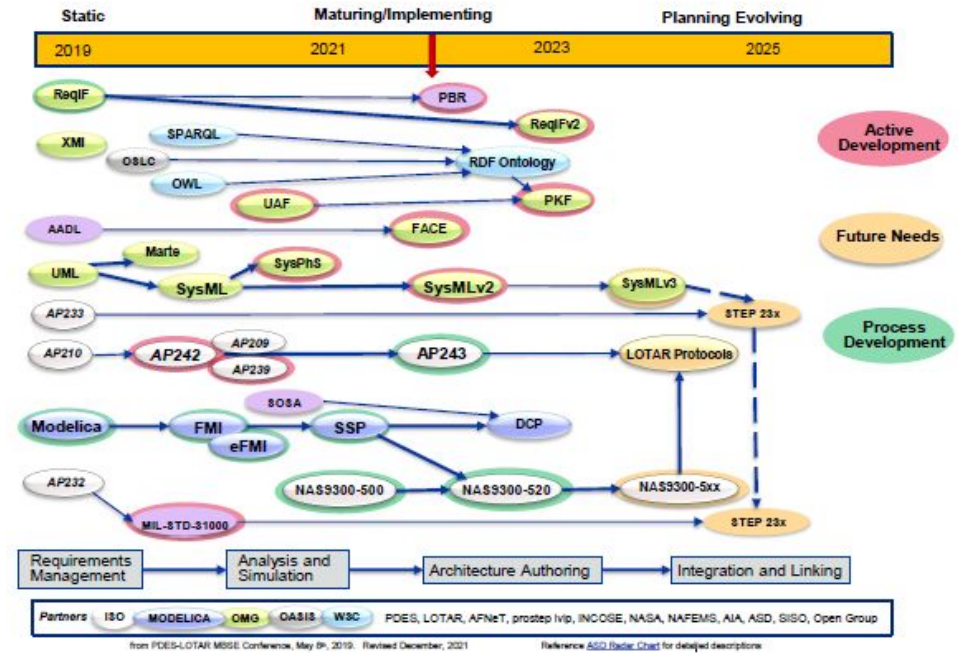 Static
Maturing/Implementing
Planning Evolving
2019
2021
2023
2025
ReqIF
PBR
ReqIFv2
Active
Development
XMI
SPARQL
OSLC
RDF Ontology
OWL
UAF
PKF
AADL
FACE
Future Needs
Marte
UML
SysPhS
SysML
SysMLv2
SysMLv3
AP233
STEP 23x
Process
Development
AP210
AP242
AP209
AP239
AP243
LOTAR Protocols
SOSA
Modelica
FMI
eFMI
SSP
DCP
AP232
NAS9300-500
NAS9300-520
NAS9300-5xx
MIL-STD-31000
STEP 23x
Requirements
Management
Analysis and
Simulation
Architecture Authoring
Integration and Linking
Partners ISO MODELICA OMG OASIS W3C PDES, LOTAR, AFNeT, prostep ivip, INCOSE, NASA, NAFEMS, AIA, ASD, SISO, Open Group
from PDES-LOTAR MBSE Conference, May 8th, 2019. Revised December, 2021
Reference ASD Radar Chart for detailed descriptions